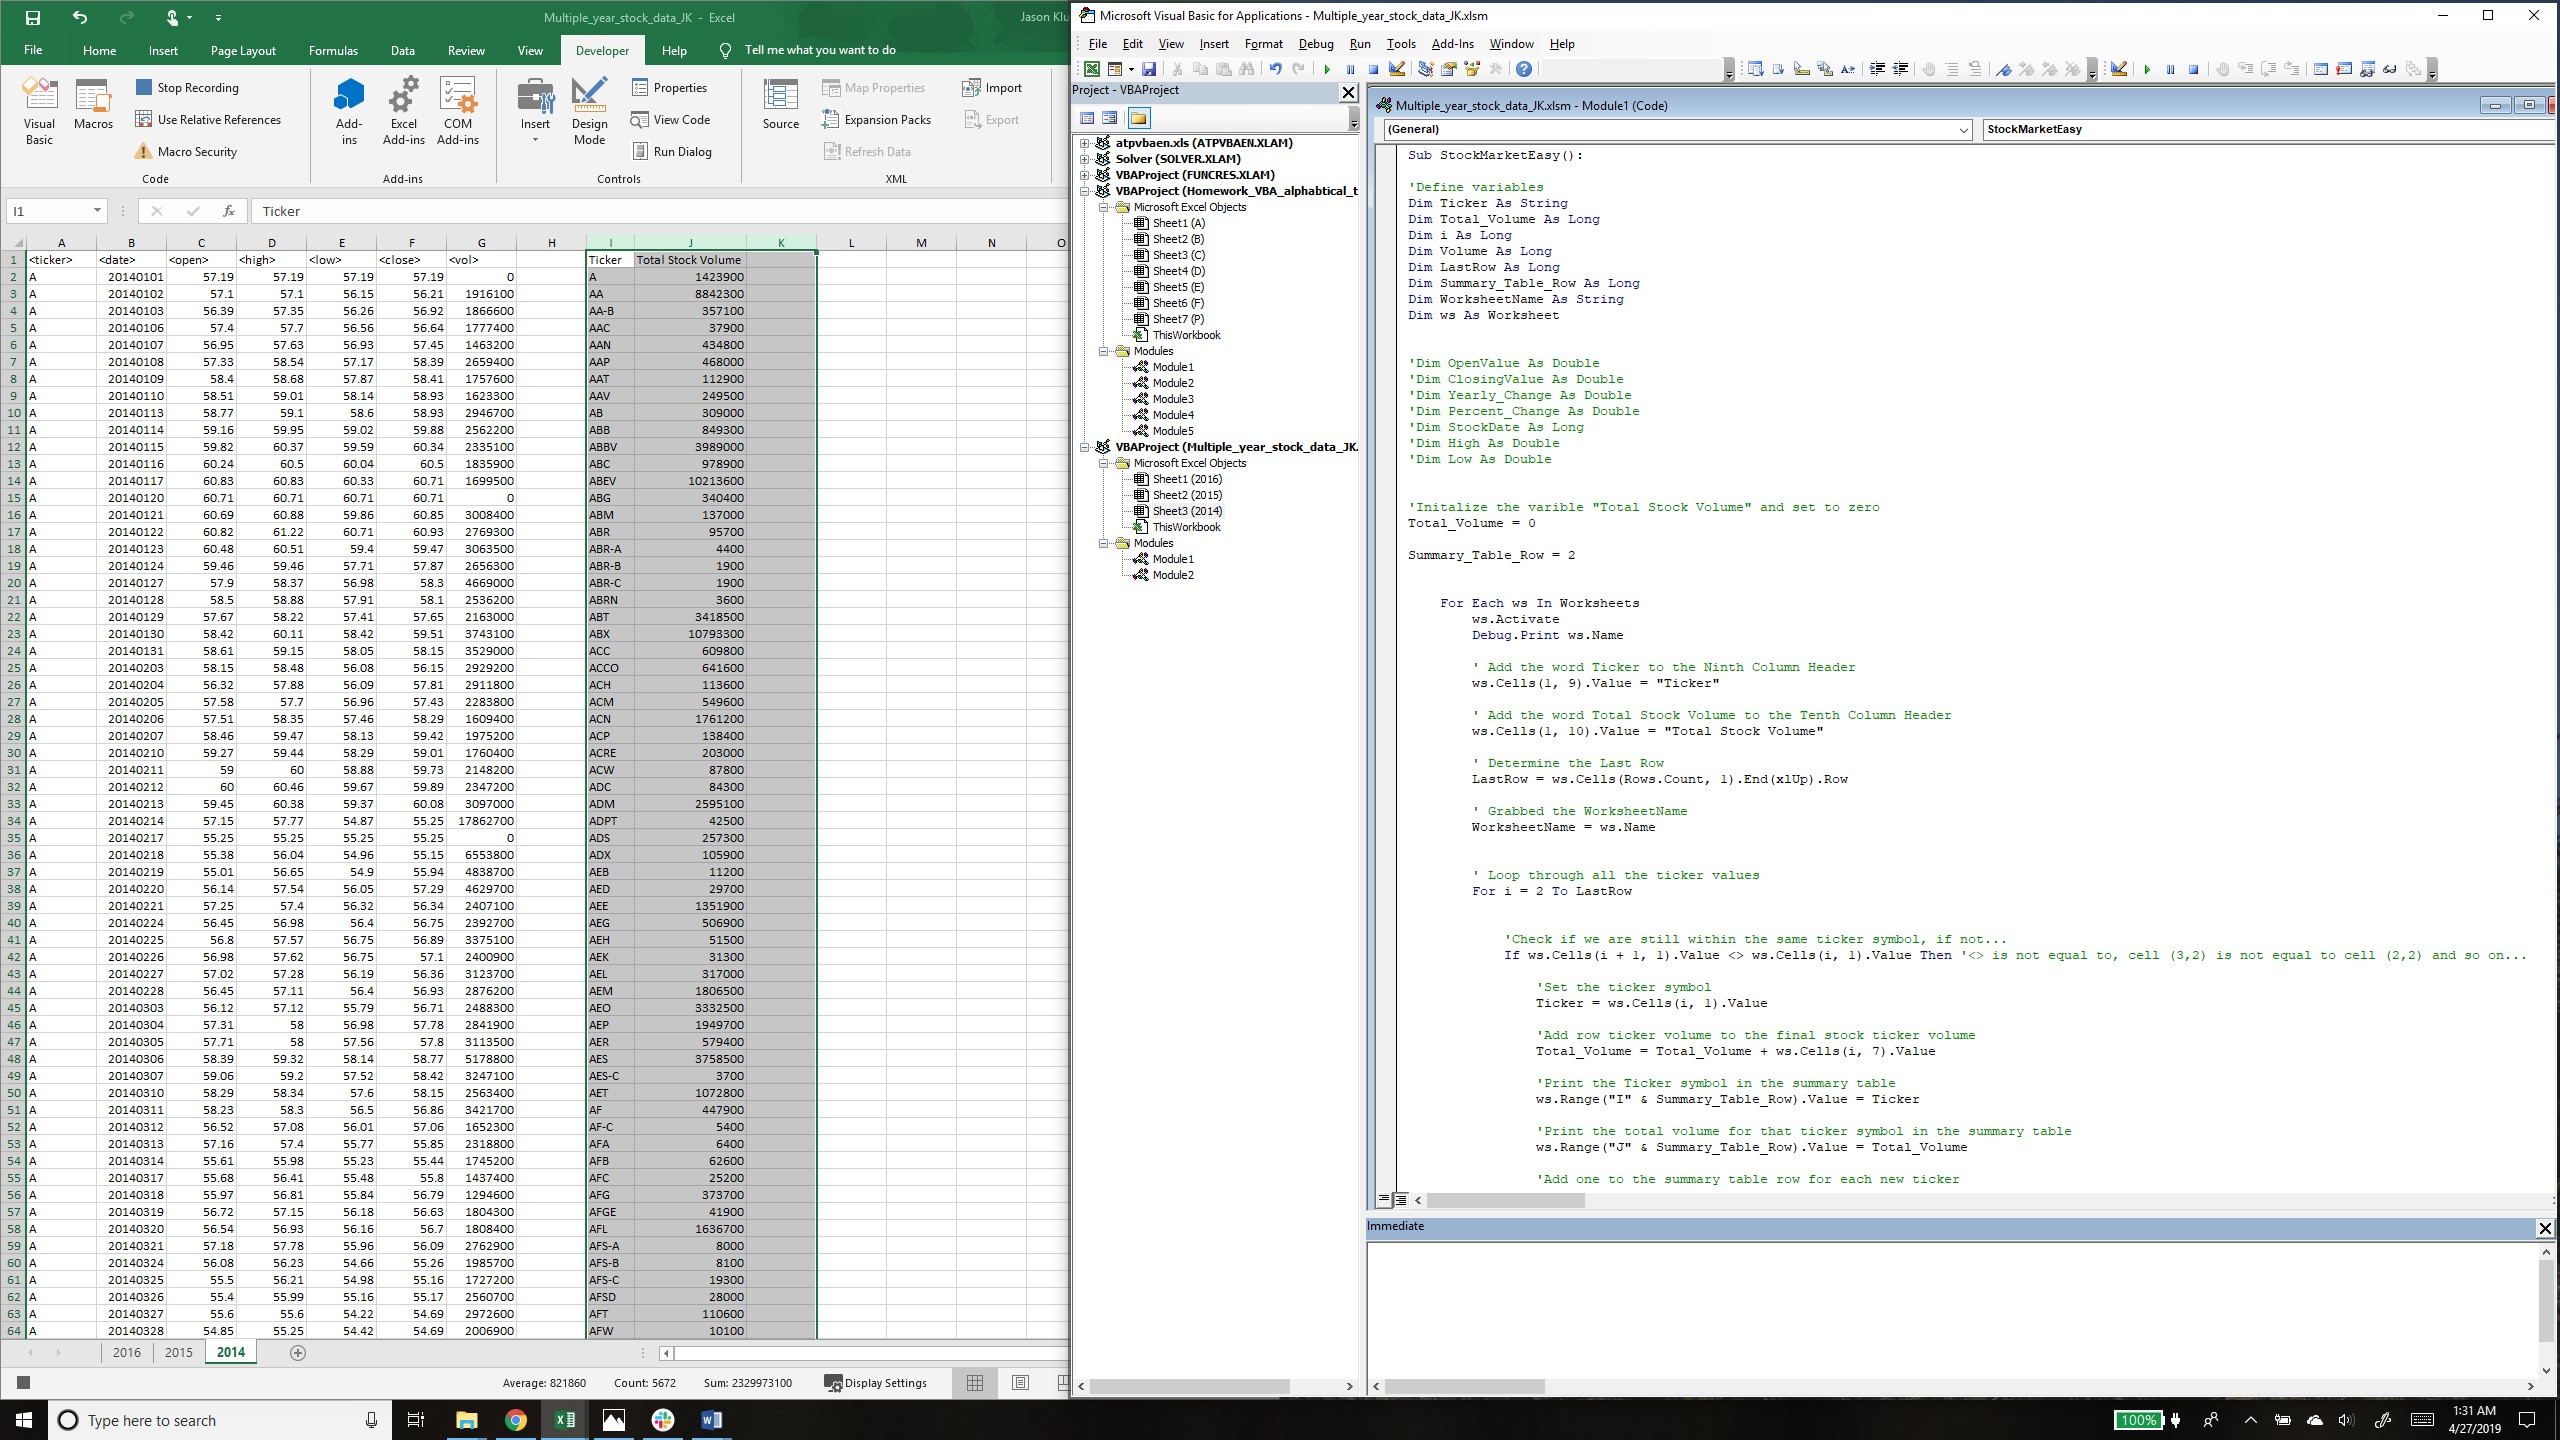 Multiple_year_stock_data_JK - Excel
Jason Klu
File Home Insert Page Layout Formulas Data Review View Developer Help Tell me what you want to do
Visual Basic
Macros
Stop Recording
Use Relative References
Macro Security
Code
Add-ins
Excel Add-ins
COM Add-ins
Add-ins
Insert
Design Mode
Properties
View Code
Run Dialog
Controls
Source
Map Properties
Expansion Packs
Refresh Data
Import
Export
XML
I1 fx Ticker
A B C D E F G H I J K L M N O
1 <ticker> <date> <open> <high> <low> <close> <vol> Ticker Total Stock Volume
2 A 20140101 57.19 57.19 57.19 57.19 0 A 1423900
3 A 20140102 57.1 57.1 56.15 56.21 1916100 AA 8842300
4 A 20140103 56.39 57.35 56.26 56.92 1866600 AA-B 357100
5 A 20140106 57.4 57.7 56.56 56.64 1777400 AAC 37900
6 A 20140107 56.95 57.63 56.93 57.45 1463200 AAN 434800
7 A 20140108 57.33 58.54 57.17 58.39 2659400 AAP 468000
8 A 20140109 58.4 58.68 57.87 58.41 1757600 AAT 112900
9 A 20140110 58.51 59.01 58.14 58.93 1623300 AAV 249500
10 A 20140113 58.77 59.1 58.6 58.93 2946700 AB 309000
11 A 20140114 59.16 59.95 59.02 59.88 2562200 ABB 849300
12 A 20140115 59.82 60.37 59.59 60.34 2335100 ABBV 3989000
13 A 20140116 60.24 60.5 60.04 60.5 1835900 ABC 978900
14 A 20140117 60.83 60.83 60.33 60.71 1699500 ABEV 10213600
15 A 20140120 60.71 60.71 60.71 60.71 0 ABG 340400
16 A 20140121 60.69 60.88 59.86 60.85 3008400 ABM 137000
17 A 20140122 60.82 61.22 60.71 60.93 2769300 ABR 95700
18 A 20140123 60.48 60.51 59.4 59.47 3063500 ABR-A 4400
19 A 20140124 59.46 59.46 57.71 57.87 2656300 ABR-B 1900
20 A 20140127 57.9 58.37 56.98 58.3 4669000 ABR-C 1900
21 A 20140128 58.5 58.88 57.91 58.1 2536200 ABRN 3600
22 A 20140129 57.67 58.22 57.41 57.65 2163000 ABT 3418500
23 A 20140130 58.42 60.11 58.42 59.51 3743100 ABX 10793300
24 A 20140131 58.61 59.15 58.05 58.15 3529000 ACC 609800
25 A 20140203 58.15 58.48 56.08 56.15 2929200 ACCO 641600
26 A 20140204 56.32 57.88 56.09 57.81 2911800 ACH 113600
27 A 20140205 57.58 57.7 56.96 57.43 2283800 ACM 549600
28 A 20140206 57.51 58.35 57.46 58.29 1609400 ACN 1761200
29 A 20140207 58.46 59.47 58.13 59.42 1975200 ACP 138400
30 A 20140210 59.27 59.44 58.29 59.01 1760400 ACRE 203000
31 A 20140211 59 60 58.88 59.73 2148200 ACW 87800
32 A 20140212 60 60.46 59.67 59.89 2347200 ADC 84300
33 A 20140213 59.45 60.38 59.37 60.08 3097000 ADM 2595100
34 A 20140214 57.15 57.77 54.87 55.25 17862700 ADPT 42500
35 A 20140217 55.25 55.25 55.25 55.25 0 ADS 257300
36 A 20140218 55.38 56.04 54.96 55.15 6553800 ADX 105900
37 A 20140219 55.01 56.65 54.9 55.94 4838700 AEB 11200
38 A 20140220 56.14 57.54 56.05 57.29 4629700 AED 29700
39 A 20140221 57.25 57.4 56.32 56.34 2407100 AEE 1351900
40 A 20140224 56.45 56.98 56.4 56.75 2392700 AEG 506900
41 A 20140225 56.8 57.57 56.75 56.89 3375100 AEH 51500
42 A 20140226 56.98 57.62 56.75 57.1 2400900 AEK 31300
43 A 20140227 57.02 57.28 56.19 56.36 3123700 AEL 317000
44 A 20140228 56.45 57.11 56.4 56.93 2876200 AEM 1806500
45 A 20140303 56.12 57.12 55.79 56.71 2488300 AEO 3332500
46 A 20140304 57.31 58 56.98 57.78 2841900 AEP 1949700
47 A 20140305 57.71 58 57.56 57.8 3113500 AER 579400
48 A 20140306 58.39 59.32 58.14 58.77 5178800 AES 3758500
49 A 20140307 59.06 59.2 57.52 58.42 3247100 AES-C 3700
50 A 20140310 58.29 58.34 57.6 58.15 2563400 AET 1072800
51 A 20140311 58.23 58.3 56.5 56.86 3421700 AF 447900
52 A 20140312 56.52 57.08 56.01 57.06 1652300 AF-C 5400
53 A 20140313 57.16 57.4 55.77 55.85 2318800 AFA 6400
54 A 20140314 55.61 55.98 55.23 55.44 1745200 AFB 62600
55 A 20140317 55.68 56.41 55.48 55.8 1437400 AFC 25200
56 A 20140318 55.97 56.81 55.84 56.79 1294600 AFG 373700
57 A 20140319 56.72 57.15 56.18 56.63 1804300 AFGE 41900
58 A 20140320 56.54 56.93 56.16 56.7 1808400 AFL 1636700
59 A 20140321 57.18 57.78 55.96 56.09 2762900 AFS-A 8000
60 A 20140324 56.08 56.23 54.66 55.26 1985700 AFS-B 8100
61 A 20140325 55.5 56.21 54.98 55.16 1727200 AFS-C 19300
62 A 20140326 55.4 55.99 55.16 55.17 2560700 AFSD 28000
63 A 20140327 55.6 55.6 54.22 54.69 2972600 AFT 110600
64 A 20140328 54.85 55.25 54.42 54.69 2006900 AFW 10100
2016 2015 2014
Average: 821860 Count: 5672 Sum: 2329973100 Display Settings
Microsoft Visual Basic for Applications - Multiple_year_stock_data_JK.xlsm
File Edit View Insert Format Debug Run Tools Add-Ins Window Help
Project - VBAProject
atpvbaen.xls (ATPVBAEN.XLAM)
Solver (SOLVER.XLAM)
VBAProject (FUNCRES.XLAM)
VBAProject (Homework_VBA_alphabtical_t
Microsoft Excel Objects
Sheet1 (A)
Sheet2 (B)
Sheet3 (C)
Sheet4 (D)
Sheet5 (E)
Sheet6 (F)
Sheet7 (P)
ThisWorkbook
Modules
Module1
Module2
Module3
Module4
Module5
VBAProject (Multiple_year_stock_data_JK.
Microsoft Excel Objects
Sheet1 (2016)
Sheet2 (2015)
Sheet3 (2014)
ThisWorkbook
Modules
Module1
Module2
Multiple_year_stock_data_JK.xlsm - Module1 (Code)
(General) StockMarketEasy
Sub StockMarketEasy():
'Define variables
Dim Ticker As String
Dim Total_Volume As Long
Dim i As Long
Dim Volume As Long
Dim LastRow As Long
Dim Summary_Table_Row As Long
Dim WorksheetName As String
Dim ws As Worksheet
'Dim OpenValue As Double
'Dim ClosingValue As Double
'Dim Yearly_Change As Double
'Dim Percent_Change As Double
'Dim StockDate As Long
'Dim High As Double
'Dim Low As Double
'Initalize the varible "Total Stock Volume" and set to zero
Total_Volume = 0
Summary_Table_Row = 2
For Each ws In Worksheets
ws.Activate
Debug.Print ws.Name
' Add the word Ticker to the Ninth Column Header
ws.Cells(1, 9).Value = "Ticker"
' Add the word Total Stock Volume to the Tenth Column Header
ws.Cells(1, 10).Value = "Total Stock Volume"
' Determine the Last Row
LastRow = ws.Cells(Rows.Count, 1).End(xlUp).Row
' Grabbed the WorksheetName
WorksheetName = ws.Name
' Loop through all the ticker values
For i = 2 To LastRow
'Check if we are still within the same ticker symbol, if not...
If ws.Cells(i + 1, 1).Value <> ws.Cells(i, 1).Value Then '<> is not equal to, cell (3,2) is not equal to cell (2,2) and so on...
'Set the ticker symbol
Ticker = ws.Cells(i, 1).Value
'Add row ticker volume to the final stock ticker volume
Total_Volume = Total_Volume + ws.Cells(i, 7).Value
'Print the Ticker symbol in the summary table
ws.Range("I" & Summary_Table_Row).Value = Ticker
'Print the total volume for that ticker symbol in the summary table
ws.Range("J" & Summary_Table_Row).Value = Total_Volume
'Add one to the summary table row for each new ticker
Immediate
Type here to search
100%
1:31 AM
4/27/2019